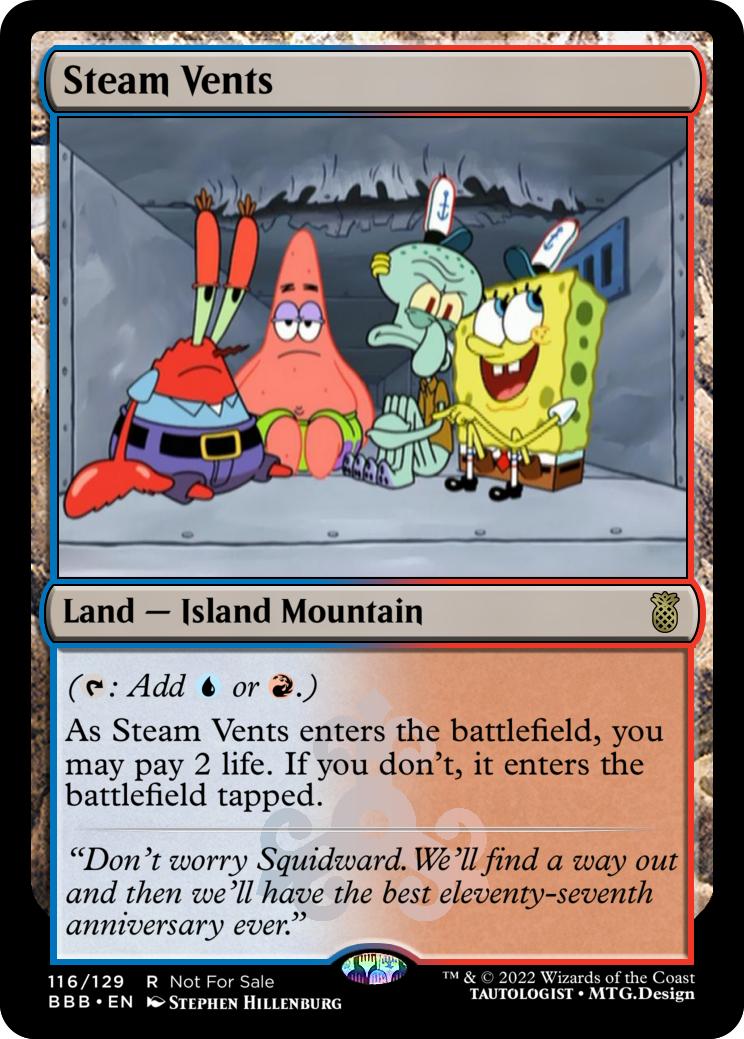 Steam Vents
Land — Island Mountain
(: Add or .)
As Steam Vents enters the battlefield, you
may pay 2 life. If you don't, it enters the
battlefield tapped.
“Don't worry Squidward. We'll find a way out
and then we'll have the best eleventy-seventh
anniversary ever.”
116/129 R Not For Sale
BBB • EN STEPHEN HILLENBURG
™ & © 2022 Wizards of the Coast
TAUTOLOGIST • MTG.Design